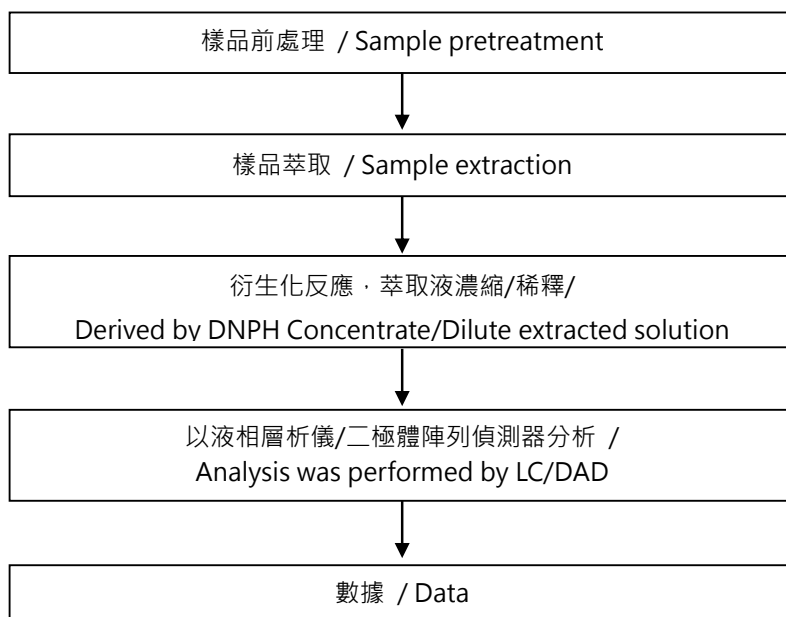 樣品前處理 / Sample pretreatment
樣品萃取 / Sample extraction
衍生化反應，萃取液濃縮/稀釋/
Derived by DNPH Concentrate/Dilute extracted solution
以液相層析儀/二極體陣列偵測器分析 /
Analysis was performed by LC/DAD
數據 / Data